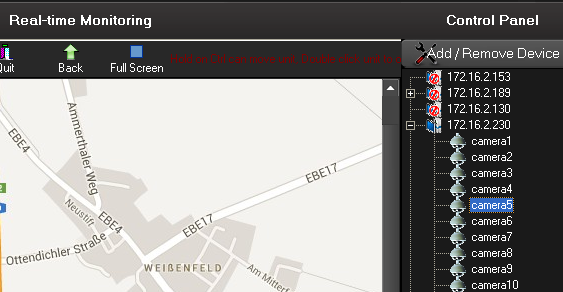 Real-time Monitoring
Control Panel
Quit
Back
Full Screen
Add / Remove Device
172.16.2.153
172.16.2.189
172.16.2.130
172.16.2.230
camera1
camera2
camera3
camera4
camera5
camera6
camera7
camera8
camera9
camera10
EBE4
Ammerthaler Weg
EBE17
Neustift
EBE4
EBE17
Ottendichler Straße
WEIßENFELD
Am Mitterf